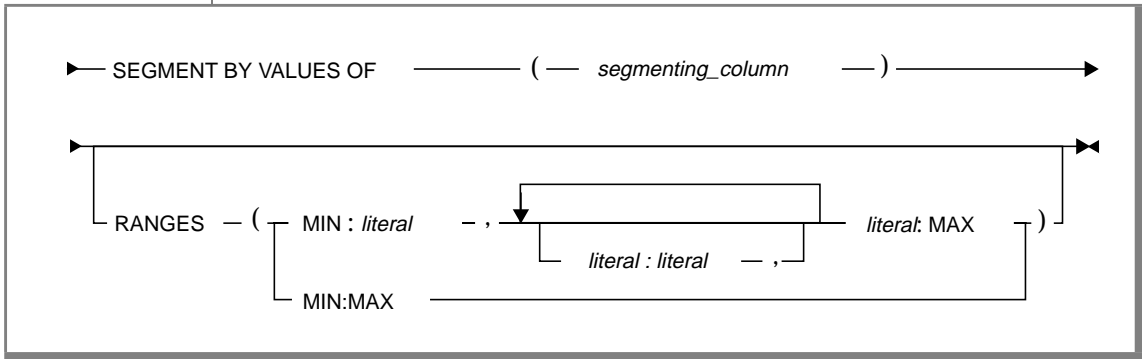 SEGMENT BY VALUES OF ( segmenting_column )
RANGES ( MIN : literal , literal: MAX )
literal : literal ,
MIN:MAX